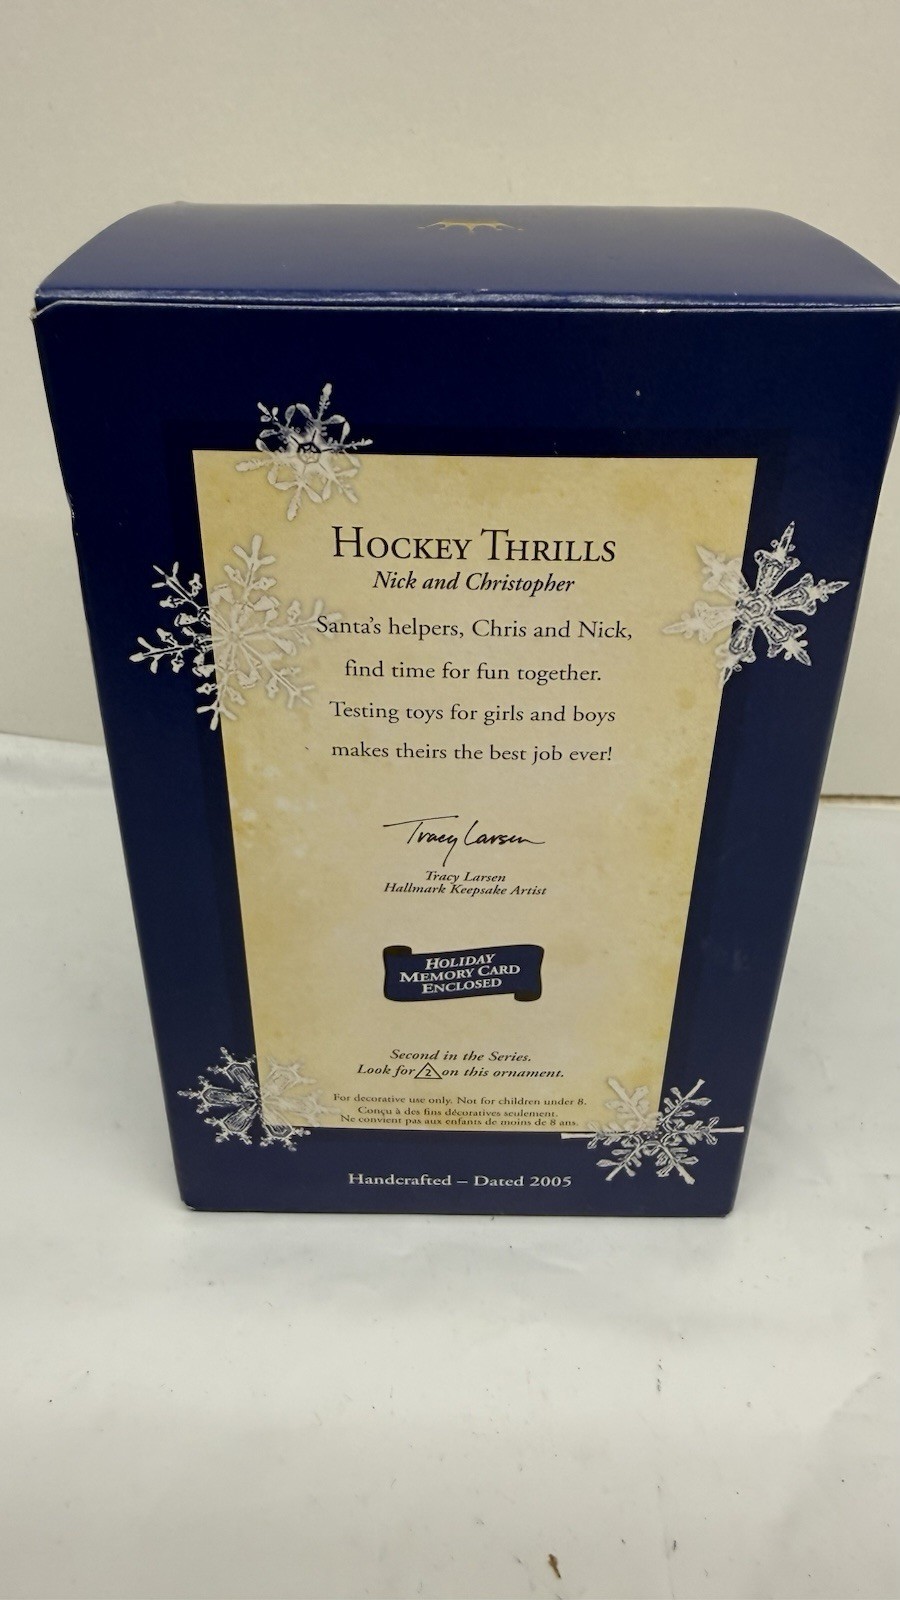 HOCKEY THRILLS
Nick and Christopher
Santa's helpers, Chris and Nick,
find time for fun together.
Testing toys for girls and boys
makes theirs the best job ever!
Tracy Larsen
Tracy Larsen
Hallmark Keepsake Artist
HOLIDAY
MEMORY CARD
ENCLOSED
Second in the Series.
Look for 2 on this ornament.
For decorative use only. Not for children under 8.
Conçu à des fins décoratives seulement.
Ne convient pas aux enfants de moins de 8 ans.
Handcrafted – Dated 2005